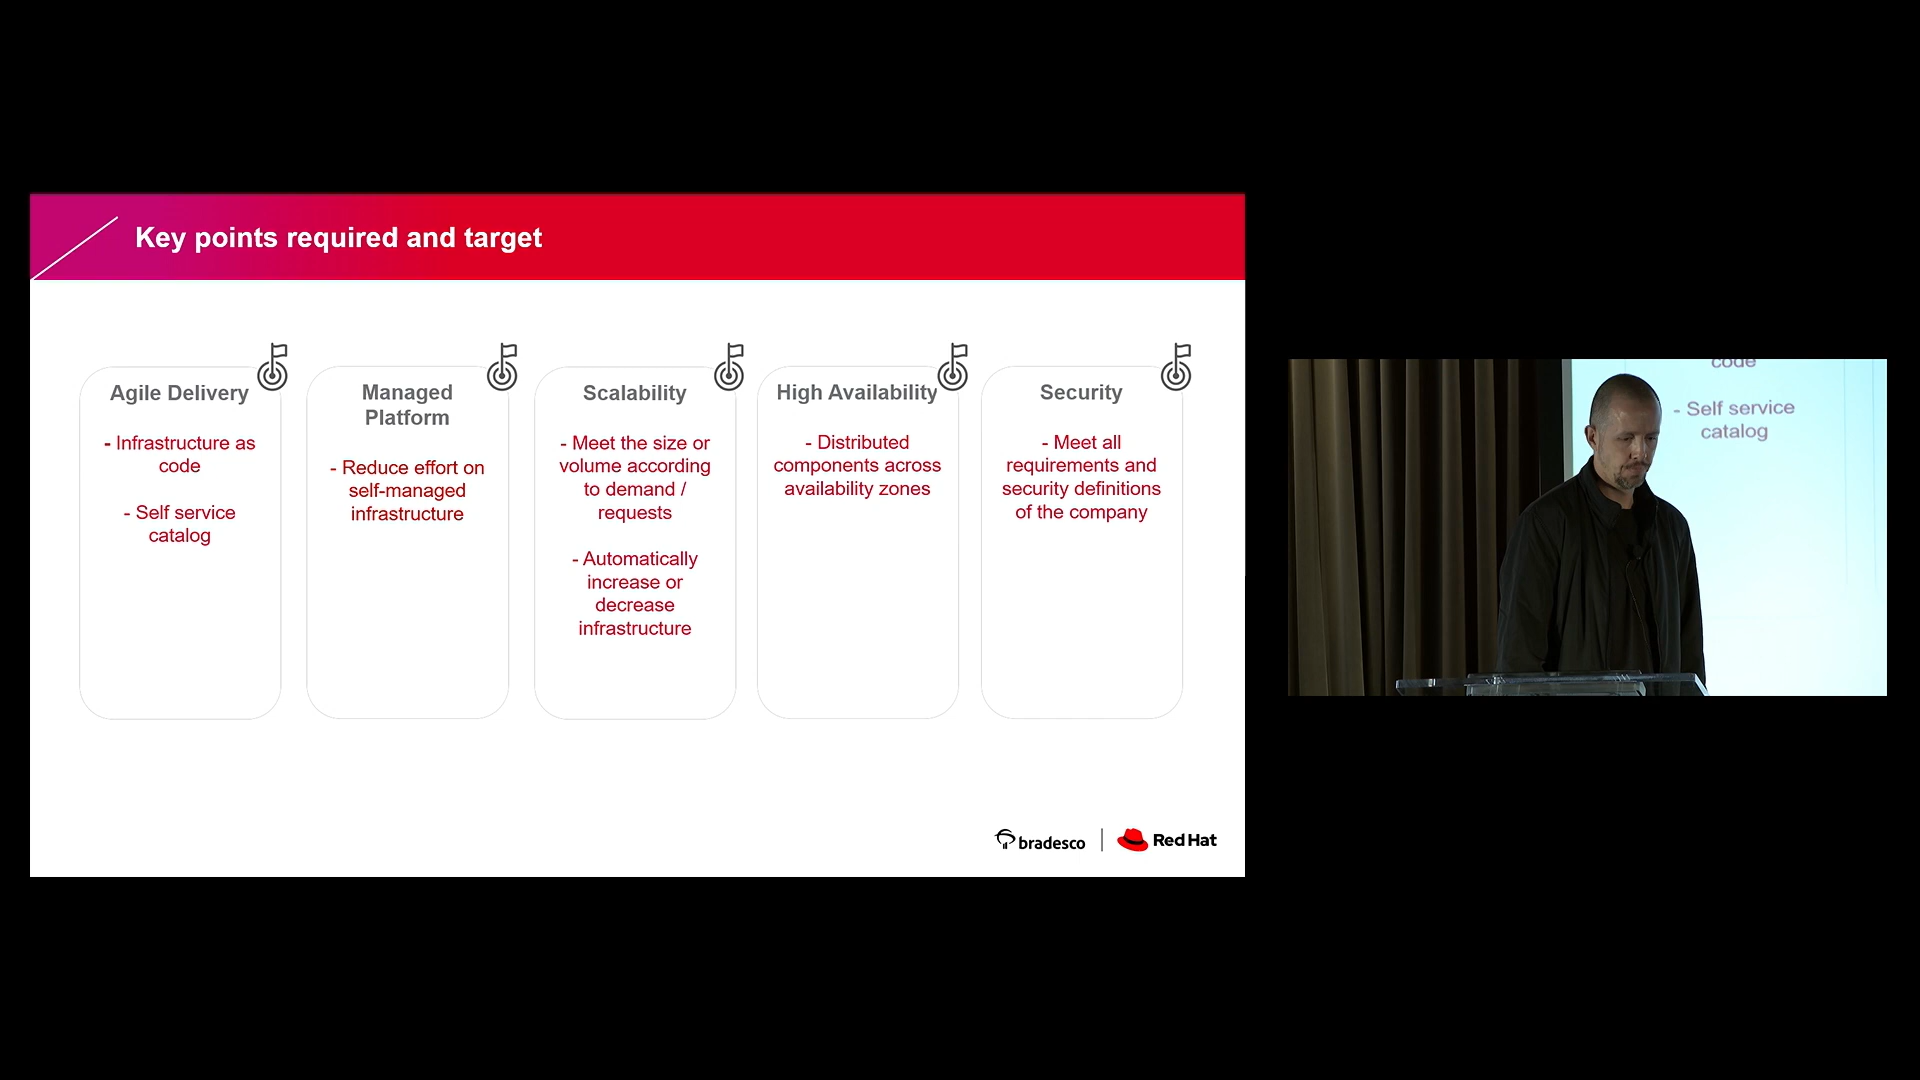 Key points required and target
Agile Delivery
- Infrastructure as
code
- Self service
catalog
Managed
Platform
- Reduce effort on
self-managed
infrastructure
Scalability
- Meet the size or
volume according
to demand /
requests
- Automatically
increase or
decrease
infrastructure
High Availability
- Distributed
components across
availability zones
Security
- Meet all
requirements and
security definitions
of the company
bradesco
Red Hat
code
- Self service
catalog